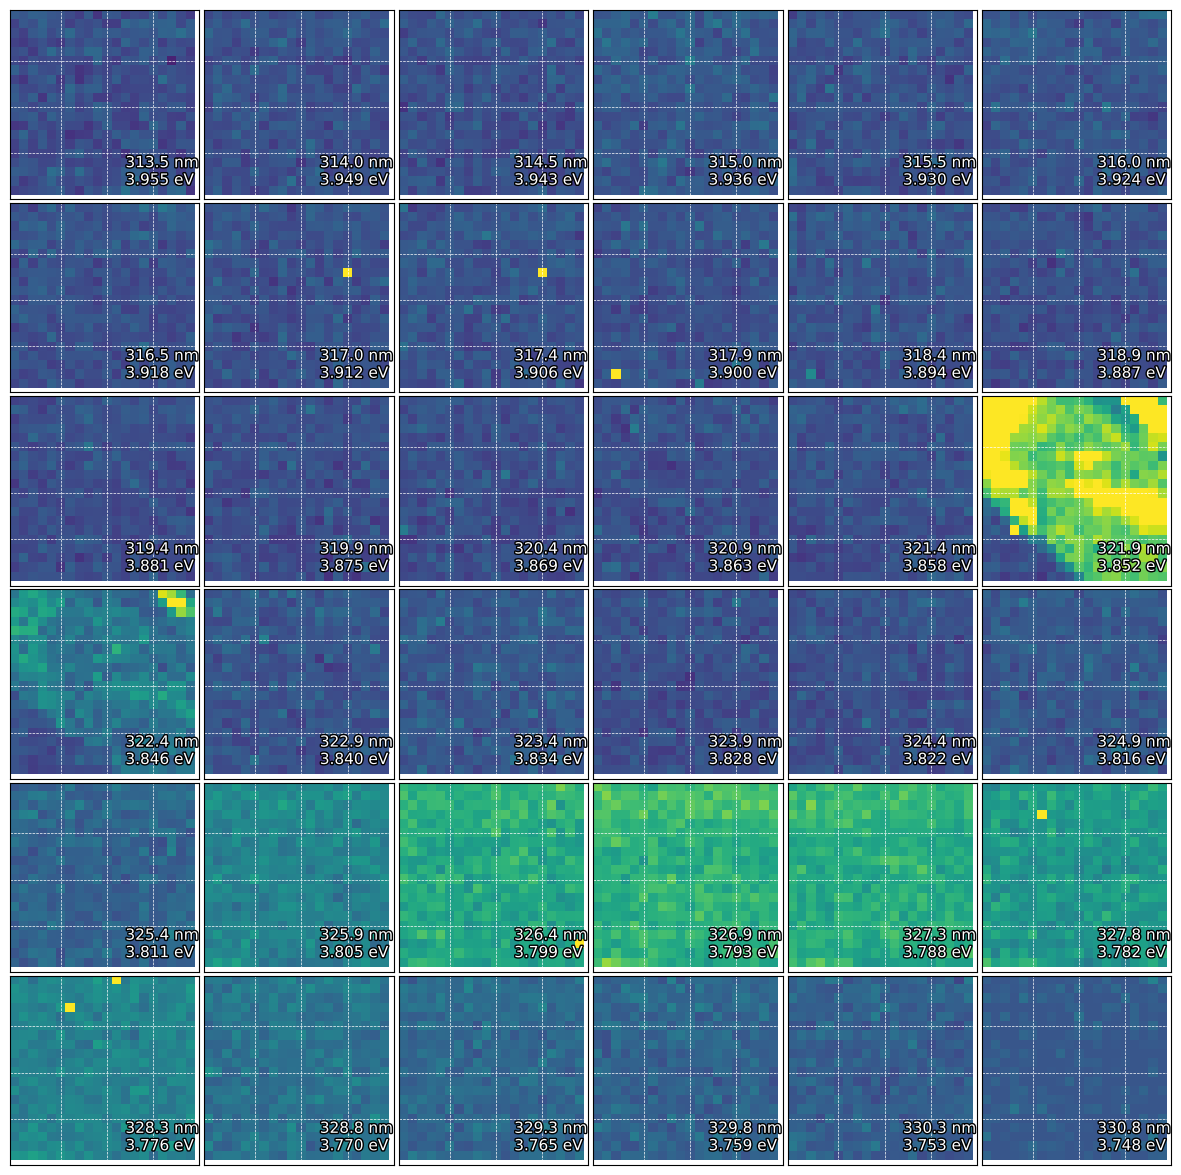 313.5 nm
3.955 eV
314.0 nm
3.949 eV
314.5 nm
3.943 eV
315.0 nm
3.936 eV
315.5 nm
3.930 eV
316.0 nm
3.924 eV
316.5 nm
3.918 eV
317.0 nm
3.912 eV
317.4 nm
3.906 eV
317.9 nm
3.900 eV
318.4 nm
3.894 eV
318.9 nm
3.887 eV
319.4 nm
3.881 eV
319.9 nm
3.875 eV
320.4 nm
3.869 eV
320.9 nm
3.863 eV
321.4 nm
3.858 eV
321.9 nm
3.852 eV
322.4 nm
3.846 eV
322.9 nm
3.840 eV
323.4 nm
3.834 eV
323.9 nm
3.828 eV
324.4 nm
3.822 eV
324.9 nm
3.816 eV
325.4 nm
3.811 eV
325.9 nm
3.805 eV
326.4 nm
3.799 eV
326.9 nm
3.793 eV
327.3 nm
3.788 eV
327.8 nm
3.782 eV
328.3 nm
3.776 eV
328.8 nm
3.770 eV
329.3 nm
3.765 eV
329.8 nm
3.759 eV
330.3 nm
3.753 eV
330.8 nm
3.748 eV